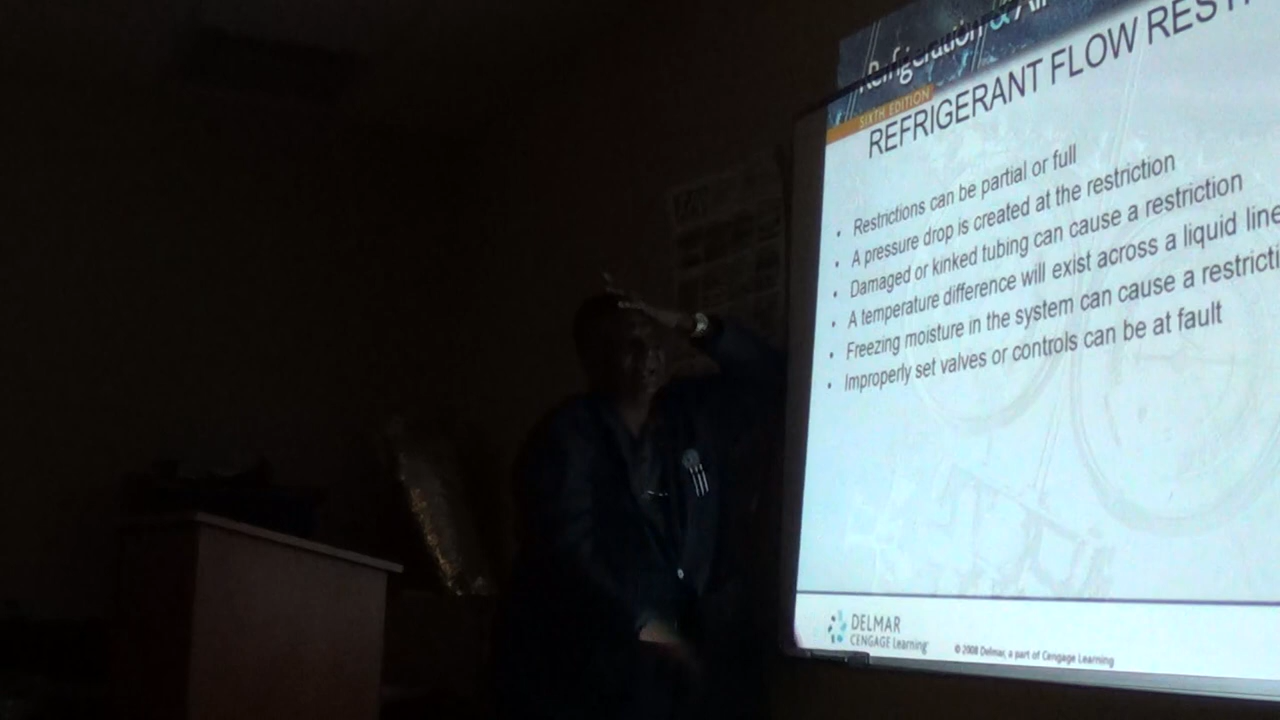 Refrigeration & Air
SIXTH EDITION
REFRIGERANT FLOW
• Restrictions can be partial or full
• A pressure drop is created at the restriction
• Damaged or kinked tubing can cause a restriction
• A temperature difference will exist across a liquid line
• Freezing moisture in the system can cause a
• Improperly set valves or controls can be at fault
DELMAR
CENGAGE Learning
© 2008 Delmar, a part of Cengage Learning